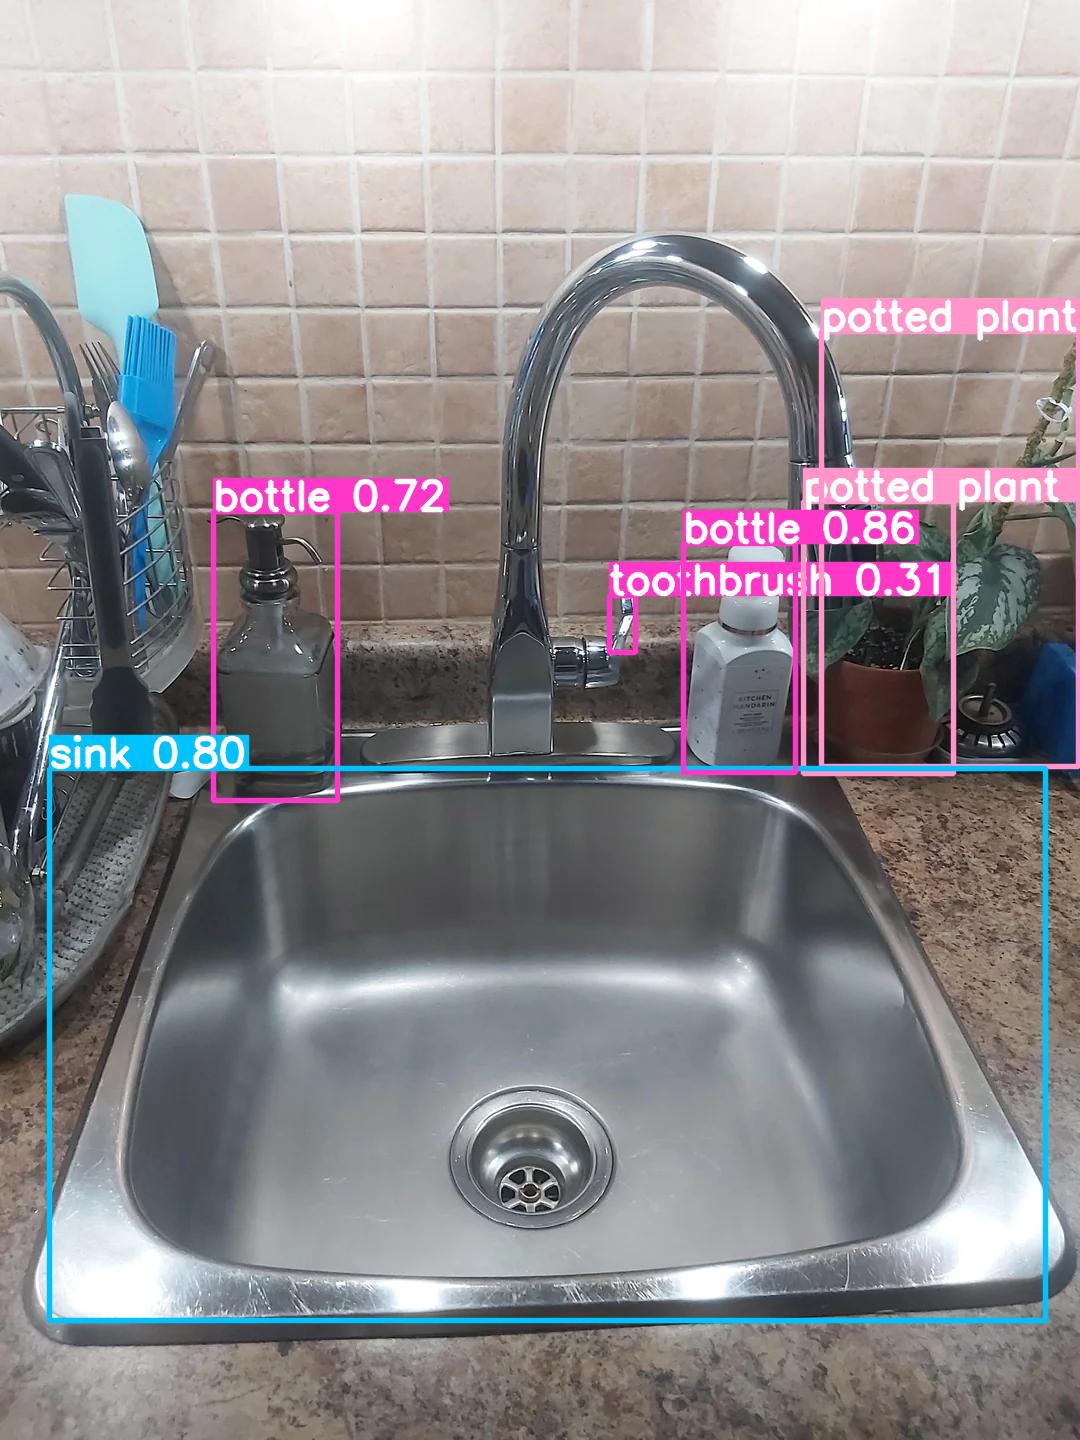 potted plant
potted plant
bottle 0.72
bottle 0.86
toothbrush 0.31
KITCHEN
MANDARIN
sink 0.80